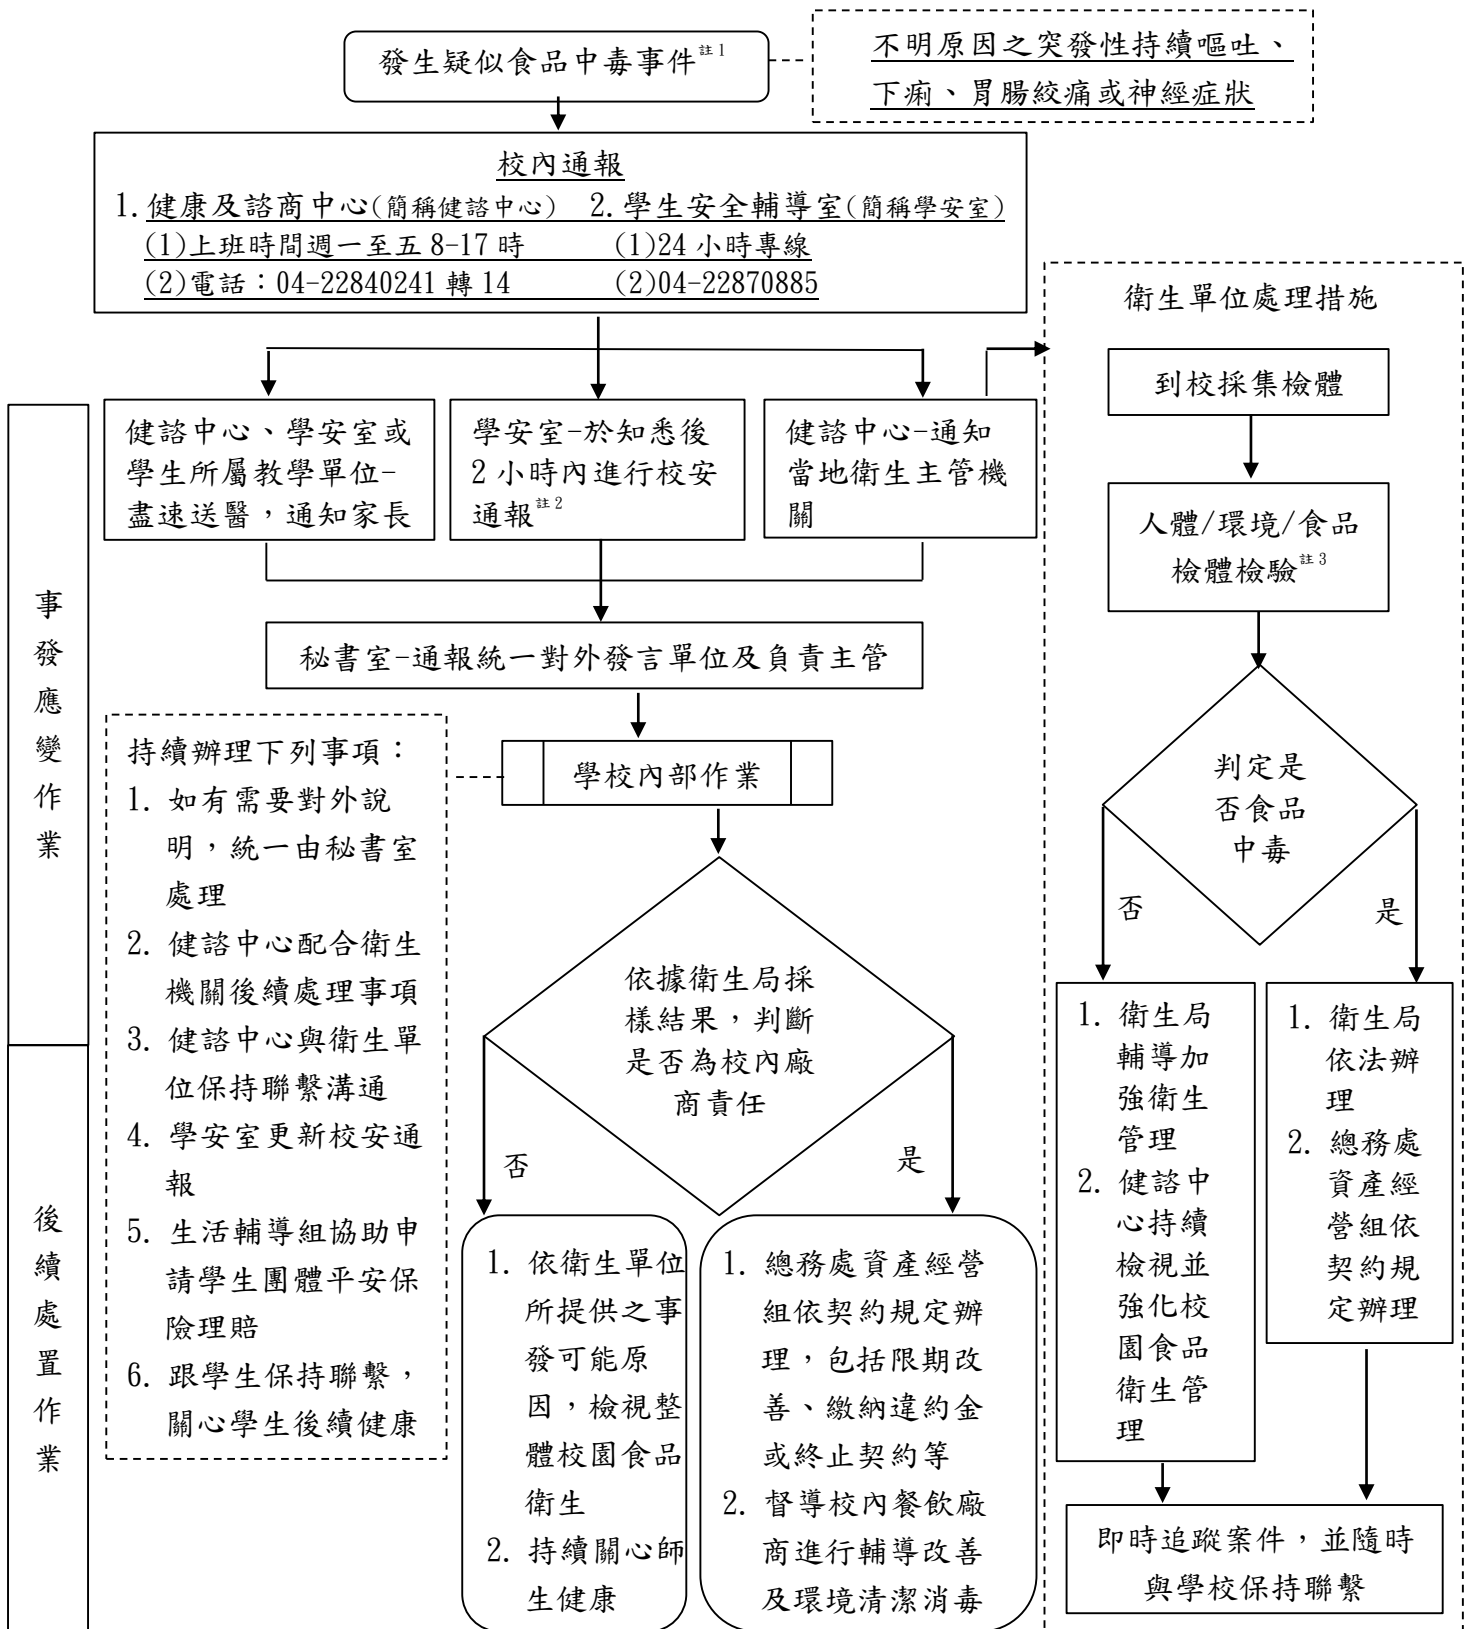 發生疑似食品中毒事件註1
不明原因之突發性持續嘔吐、
下痢、胃腸絞痛或神經症狀
校內通報
1.健康及諮商中心(簡稱健諮中心) 2.學生安全輔導室(簡稱學安室)
(1)上班時間週一至五 8-17 時 (1)24 小時專線
(2)電話：04-22840241 轉 14 (2)04-22870885
健諮中心、學安室或
學生所屬教學單位-
盡速送醫，通知家長
學安室-於知悉後
2 小時內進行校安
通報註2
健諮中心-通知
當地衛生主管機
關
秘書室-通報統一對外發言單位及負責主管
學校內部作業
持續辦理下列事項：
1. 如有需要對外說
明，統一由秘書室
處理
2. 健諮中心配合衛生
機關後續處理事項
3. 健諮中心與衛生單
位保持聯繫溝通
4. 學安室更新校安通
報
5. 生活輔導組協助申
請學生團體平安保
險理賠
6. 跟學生保持聯繫，
關心學生後續健康
依據衛生局採
樣結果，判斷
是否為校內廠
商責任
否
是
1. 依衛生單位
所提供之事
發可能原
因，檢視整
體校園食品
衛生
2. 持續關心師
生健康
1. 總務處資產經營
組依契約規定辦
理，包括限期改
善、繳納違約金
或終止契約等
2. 督導校內餐飲廠
商進行輔導改善
及環境清潔消毒
衛生單位處理措施
到校採集檢體
人體/環境/食品
檢體檢驗註3
判定是
否食品
中毒
否
是
1. 衛生局
輔導加
強衛生
管理
2. 健諮中
心持續
檢視並
強化校
園食品
衛生管
理
1. 衛生局
依法辦
理
2. 總務處
資產經
營組依
契約規
定辦理
即時追蹤案件，並隨時
與學校保持聯繫
事發應變作業
後續處置作業